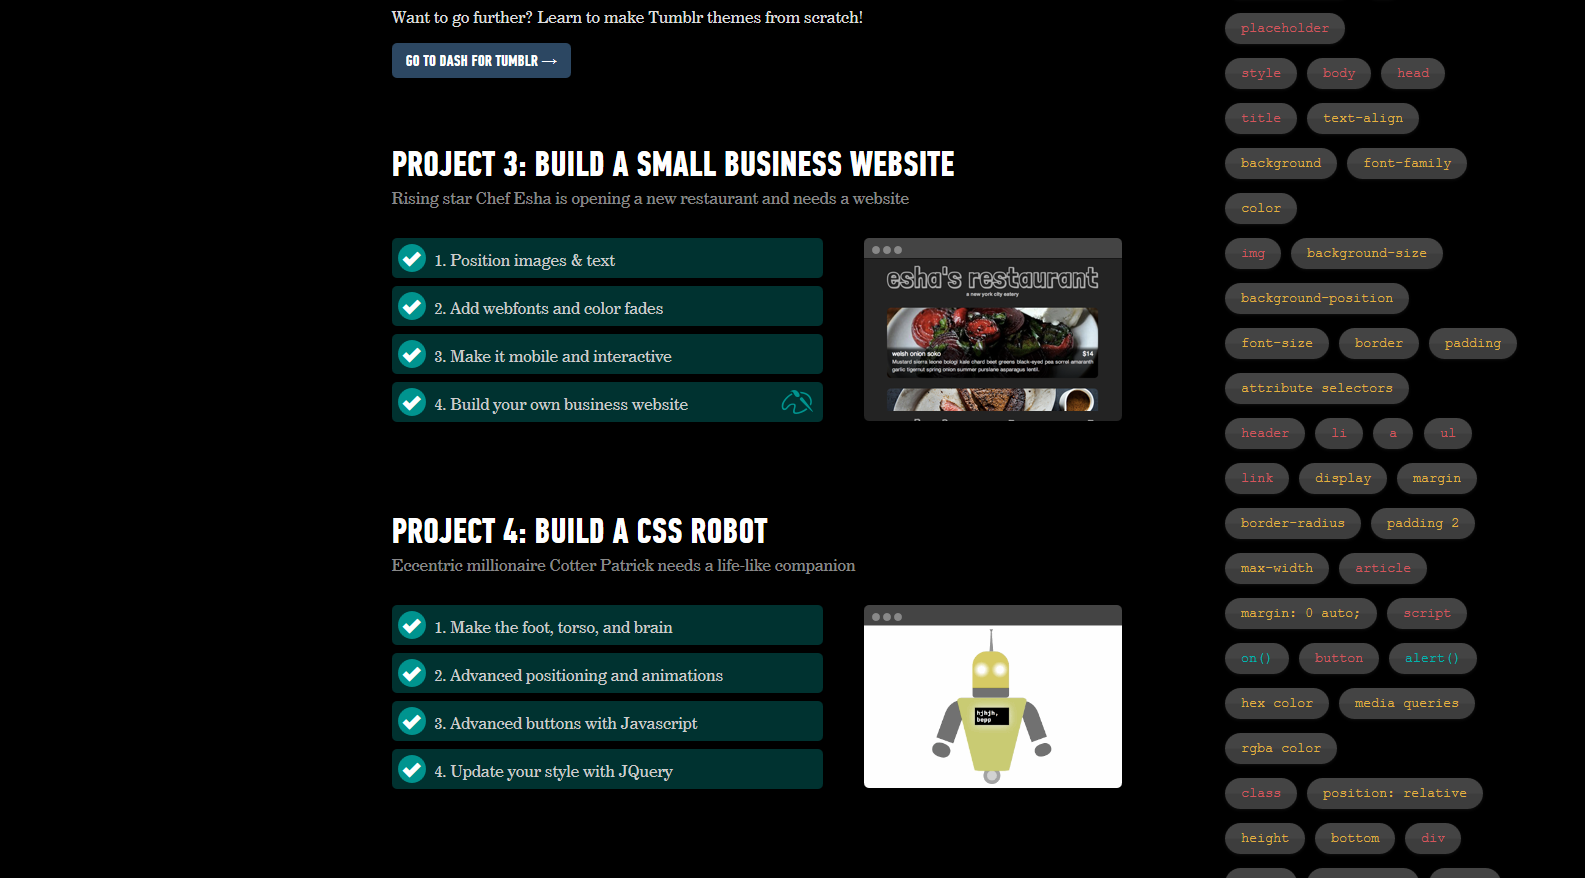 Want to go further? Learn to make Tumblr themes from scratch!
GO TO DASH FOR TUMBLR →
PROJECT 3: BUILD A SMALL BUSINESS WEBSITE
Rising star Chef Esha is opening a new restaurant and needs a website
1. Position images & text
2. Add webfonts and color fades
3. Make it mobile and interactive
4. Build your own business website
esha's restaurant
a new york city eatery
welsh onion soko $14
Mustard sierra leone bologi kale chard beet greens black-eyed pea sorrel amaranth
garlic tigernut spring onion summer purslane asparagus lentil.
PROJECT 4: BUILD A CSS ROBOT
Eccentric millionaire Cotter Patrick needs a life-like companion
1. Make the foot, torso, and brain
2. Advanced positioning and animations
3. Advanced buttons with Javascript
4. Update your style with JQuery
hjhjh,
bepp
placeholder
style body head
title text-align
background font-family
color
img background-size
background-position
font-size border padding
attribute selectors
header li a ul
link display margin
border-radius padding 2
max-width article
margin: 0 auto; script
on() button alert()
hex color media queries
rgba color
class position: relative
height bottom div